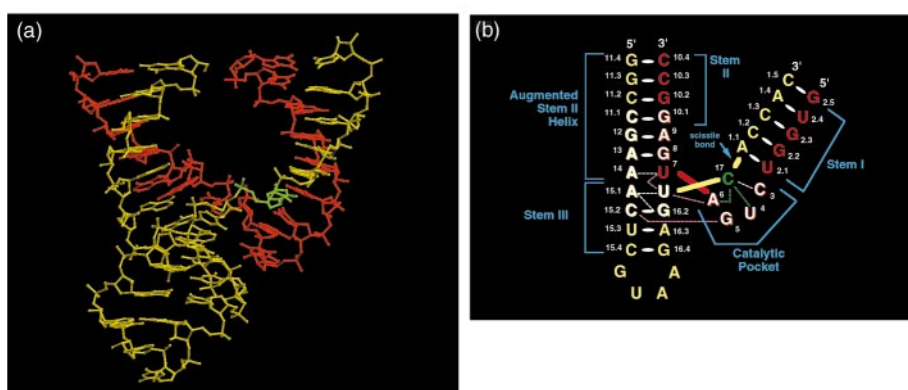 (a)
(b)
5' 3'
11.4 G C 10.4
11.3 G C 10.3
11.2 C G 10.2
11.1 C G 10.1
12 G A 9
13 A G 8
14 A U 7
15.1 A U
15.2 C G 16.2
15.3 U A 16.3
15.4 C G 16.4
G A
U A A
Stem
II
Augmented
Stem II
Helix
Stem III
scissile
bond
3'
5'
1.5 C G 2.5
1.4 A U 2.4
1.3 C G 2.3
1.2 C G 2.2
1.1 A U 2.1
Stem I
17
C
C 3
A 6
U 4
G 5
Catalytic
Pocket